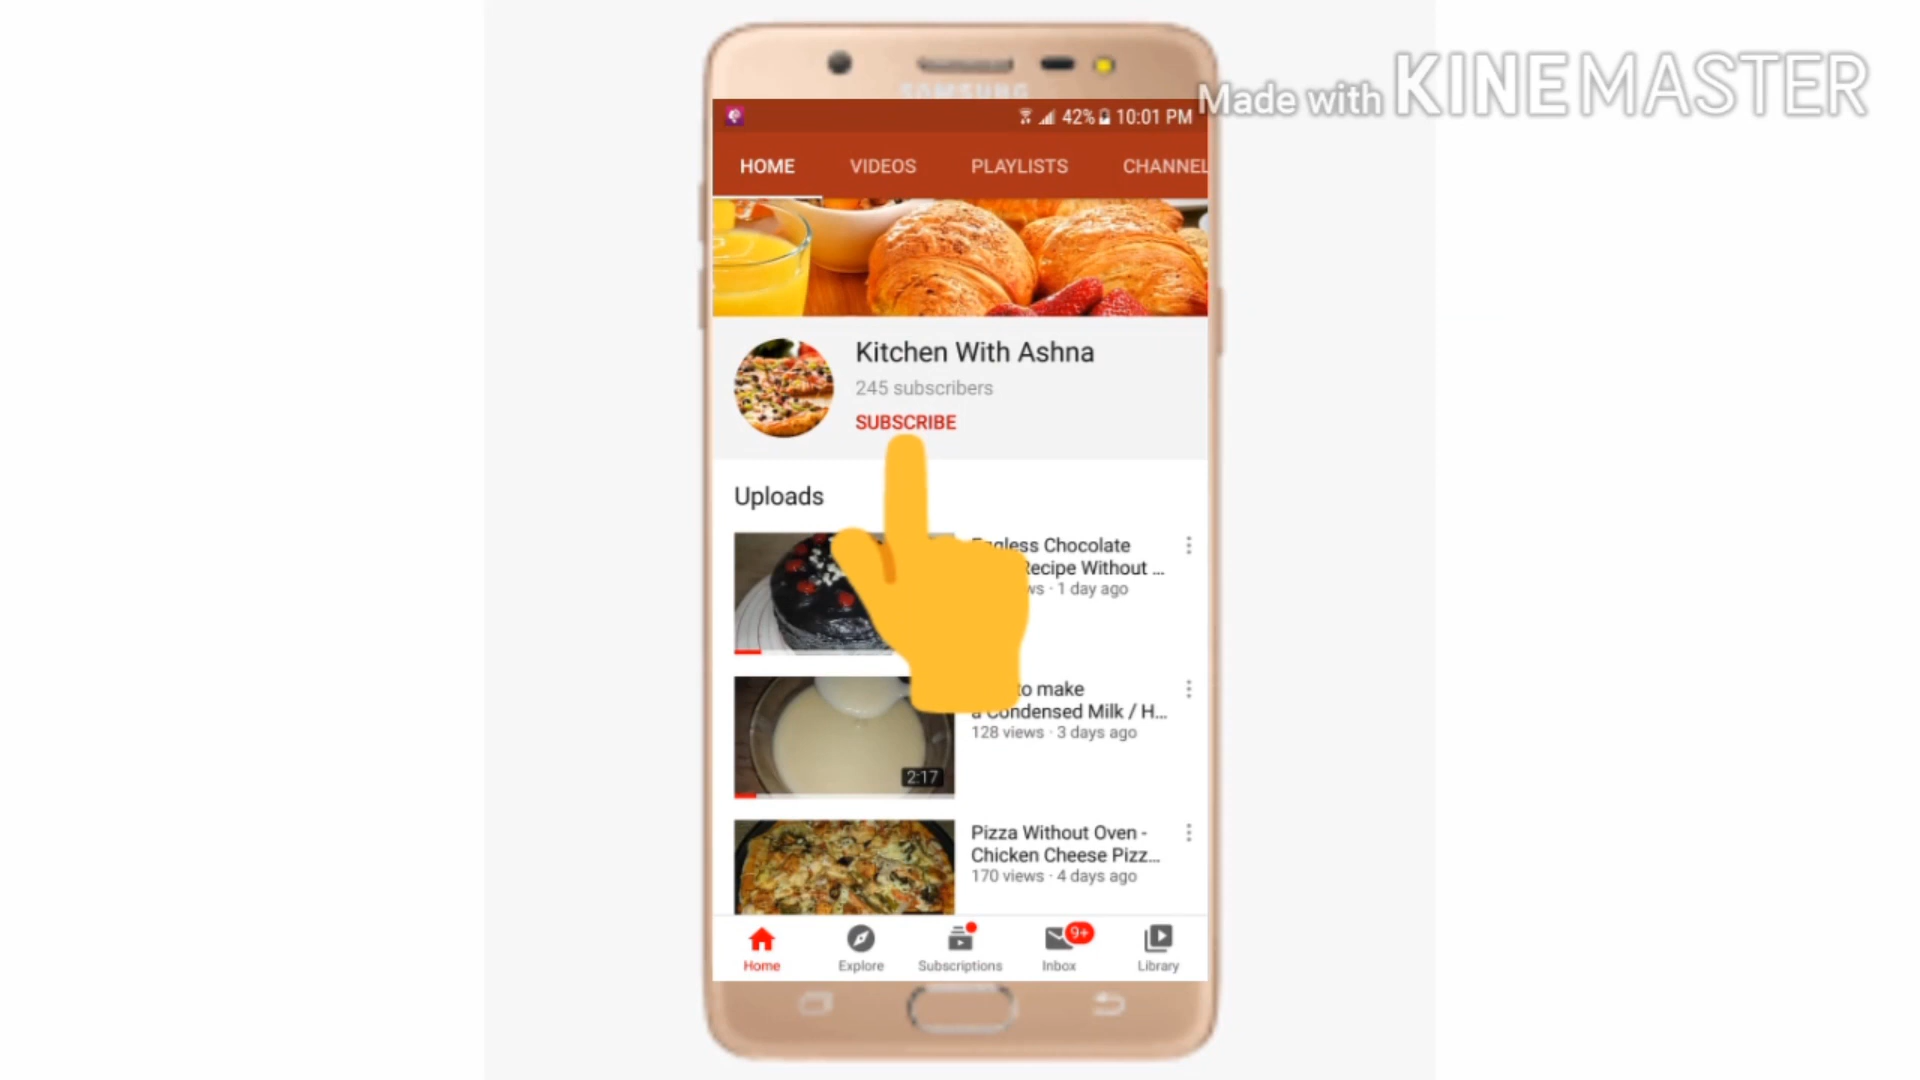 Made with KINEMASTER
SAMSUNG
42% 10:01 PM
HOME VIDEOS PLAYLISTS CHANNEL
Kitchen With Ashna
245 subscribers
SUBSCRIBE
Uploads
Chocolate
Recipe Without ...
1 day ago
to make
a Condensed Milk / H...
128 views · 3 days ago
2:17
Pizza Without Oven -
Chicken Cheese Pizz...
170 views · 4 days ago
9+
Home Explore Subscriptions Inbox Library